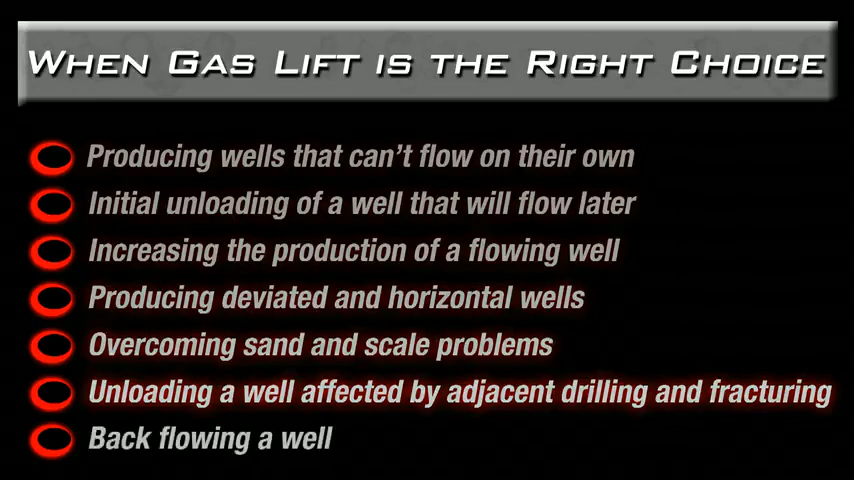 When Gas Lift is the Right Choice
Producing wells that can't flow on their own
Initial unloading of a well that will flow later
Increasing the production of a flowing well
Producing deviated and horizontal wells
Overcoming sand and scale problems
Unloading a well affected by adjacent drilling and fracturing
Back flowing a well